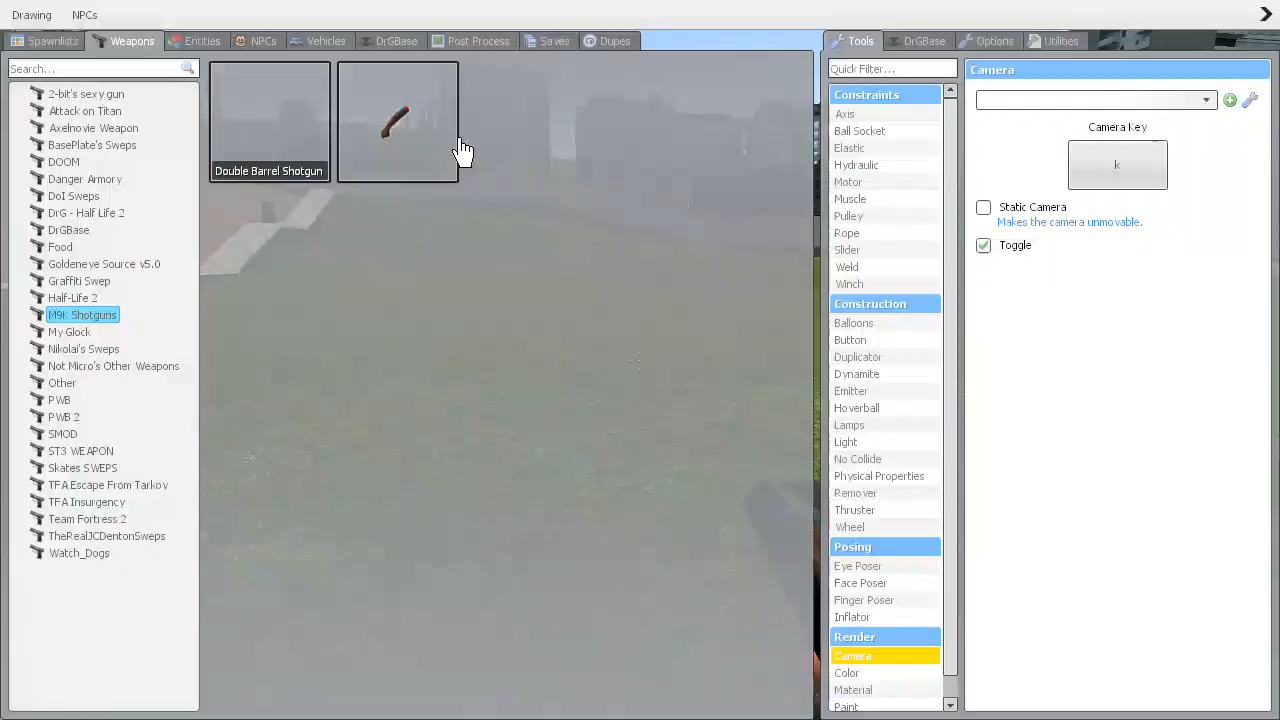 Drawing NPCs
Spawnlists Weapons Entities NPCs Vehicles DrGBase Post Process Saves Dupes
Search...
2-bit's sexy gun
Attack on Titan
Axelnovie Weapon
BasePlate's Sweps
DOOM
Danger Armory
DoI Sweps
DrG - Half Life 2
DrGBase
Food
Goldeneye Source v5.0
Graffiti Swep
Half-Life 2
M9K Shotguns
My Glock
Nikolai's Sweps
Not Micro's Other Weapons
Other
PWB
PWB 2
SMOD
ST3 WEAPON
Skates SWEPS
TFA Escape From Tarkov
TFA Insurgency
Team Fortress 2
TheRealJCDentonSweps
Watch_Dogs
Double Barrel Shotgun
Tools DrGBase Options Utilities
Quick Filter...
Constraints
Axis
Ball Socket
Elastic
Hydraulic
Motor
Muscle
Pulley
Rope
Slider
Weld
Winch
Construction
Balloons
Button
Duplicator
Dynamite
Emitter
Hoverball
Lamps
Light
No Collide
Physical Properties
Remover
Thruster
Wheel
Posing
Eye Poser
Face Poser
Finger Poser
Inflator
Render
Camera
Color
Material
Paint
Camera
Camera Key
k
Static Camera
Makes the camera unmovable.
Toggle